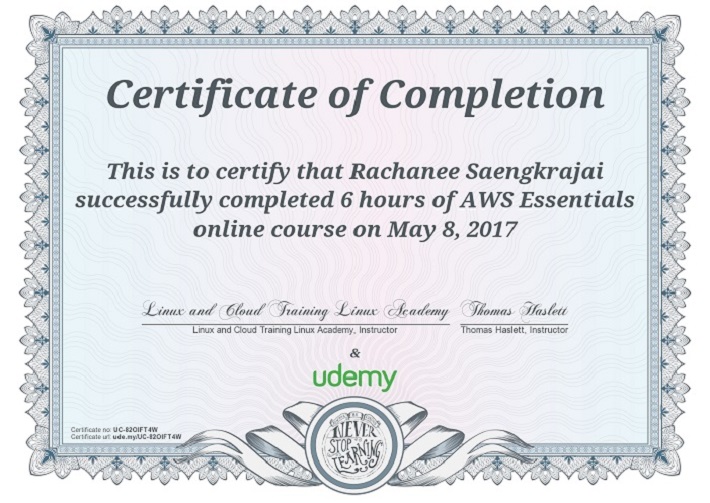 Certificate of Completion
This is to certify that Rachanee Saengkrajai
successfully completed 6 hours of AWS Essentials
online course on May 8, 2017
Linux and Cloud Training Linux Academy Thomas Haslett
Linux and Cloud Training Linux Academy, Instructor Thomas Haslett, Instructor
&
udemy
Certificate no: UC-82OIFT4W
Certificate url: ude.my/UC-82OIFT4W
NEVER
STOP
LEARNING